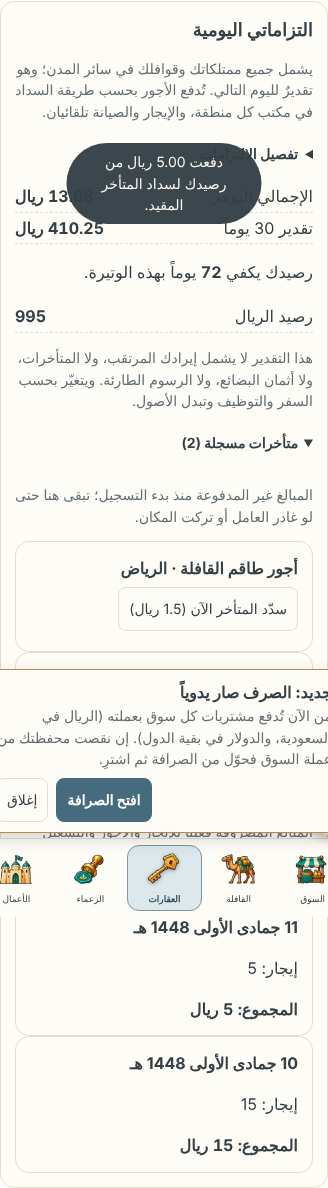 التزاماتي اليومية
يشمل جميع ممتلكاتك وقوافلك في سائر المدن؛ وهو
تقديرٌ لليوم التالي. تُدفع الأجور بحسب طريقة السداد
في مكتب كل منطقة، والإيجار والصيانة تلقائيان.
◀ تفصيل
دفعت 5.00 ريال من
رصيدك لسداد المتأخر
المقيد.
الإجمالي
ريال
تقدير 30 يوماً 410.25 ريال
رصيدك يكفي 72 يوماً بهذه الوتيرة.
رصيد الريال 995
هذا التقدير لا يشمل إيرادك المرتقب، ولا المتأخرات،
ولا أثمان البضائع، ولا الرسوم الطارئة. ويتغيّر بحسب
السفر والتوظيف وتبدل الأصول.
▼ متأخرات مسجلة (2)
المبالغ غير المدفوعة منذ بدء التسجيل؛ تبقى هنا حتى
لو غادر العامل أو تركت المكان.
أجور طاقم القافلة · الرياض
سدّد المتأخر الآن (1.5 ريال)
جديد: الصرف صار يدوياً
من الآن تُدفع مشتريات كل سوق بعملته (الريال في
السعودية، والدولار في بقية الدول). إن نقصت محفظتك من
عملة السوق فحوّل من الصرافة ثم اشترِ.
افتح الصرافة إغلاق
السوق القافلة العقارات الزعماء الأعمال
11 جمادى الأولى 1448 هـ
إيجار: 5
المجموع: 5 ريال
10 جمادى الأولى 1448 هـ
إيجار: 15
المجموع: 15 ريال